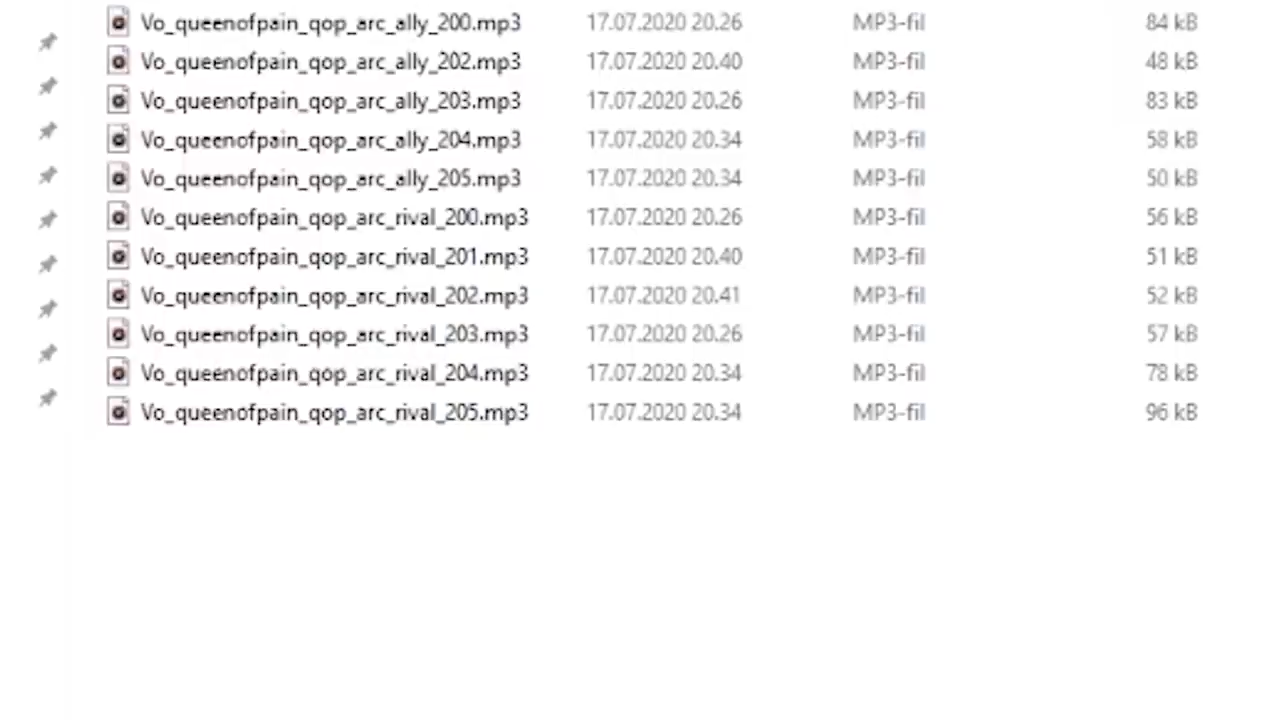 Vo_queenofpain_qop_arc_ally_200.mp3 17.07.2020 20.26 MP3-fil 84 kB
Vo_queenofpain_qop_arc_ally_202.mp3 17.07.2020 20.40 MP3-fil 48 kB
Vo_queenofpain_qop_arc_ally_203.mp3 17.07.2020 20.26 MP3-fil 83 kB
Vo_queenofpain_qop_arc_ally_204.mp3 17.07.2020 20.34 MP3-fil 58 kB
Vo_queenofpain_qop_arc_ally_205.mp3 17.07.2020 20.34 MP3-fil 50 kB
Vo_queenofpain_qop_arc_rival_200.mp3 17.07.2020 20.26 MP3-fil 56 kB
Vo_queenofpain_qop_arc_rival_201.mp3 17.07.2020 20.40 MP3-fil 51 kB
Vo_queenofpain_qop_arc_rival_202.mp3 17.07.2020 20.41 MP3-fil 52 kB
Vo_queenofpain_qop_arc_rival_203.mp3 17.07.2020 20.26 MP3-fil 57 kB
Vo_queenofpain_qop_arc_rival_204.mp3 17.07.2020 20.34 MP3-fil 78 kB
Vo_queenofpain_qop_arc_rival_205.mp3 17.07.2020 20.34 MP3-fil 96 kB